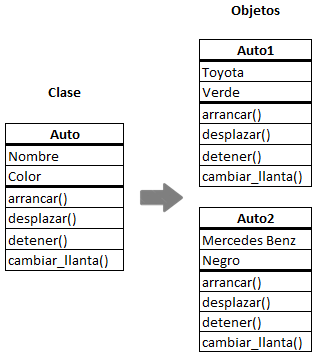 Clase
Auto
Nombre
Color
arrancar()
desplazar()
detener()
cambiar_llanta()
Objetos
Auto1
Toyota
Verde
arrancar()
desplazar()
detener()
cambiar_llanta()
Auto2
Mercedes Benz
Negro
arrancar()
desplazar()
detener()
cambiar_llanta()